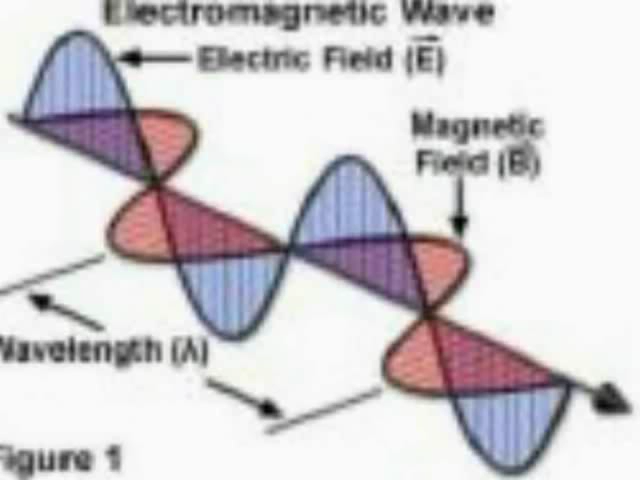 Electromagnetic Wave
Electric Field (E⃗)
Magnetic
Field (B⃗)
Wavelength (λ)
Figure 1